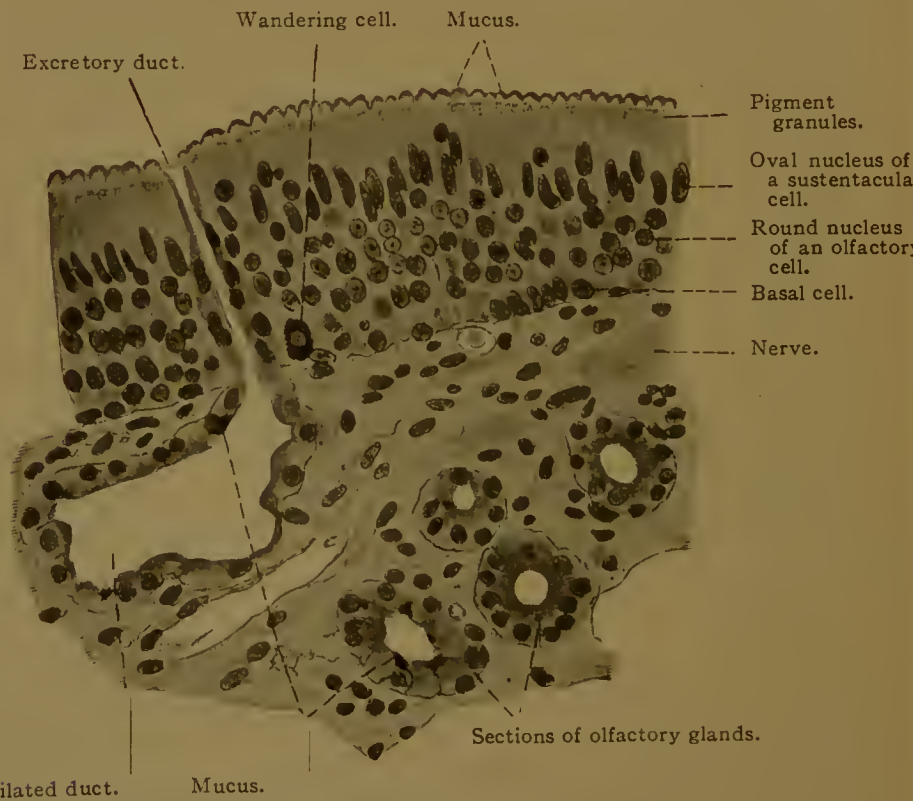 Wandering cell.
Mucus.
Excretory duct.
Pigment
granules.
Oval nucleus of
a sustentacular
cell.
Round nucleus
of an olfactory
cell.
Basal cell.
Nerve.
Sections of olfactory glands.
ilated duct.
Mucus.